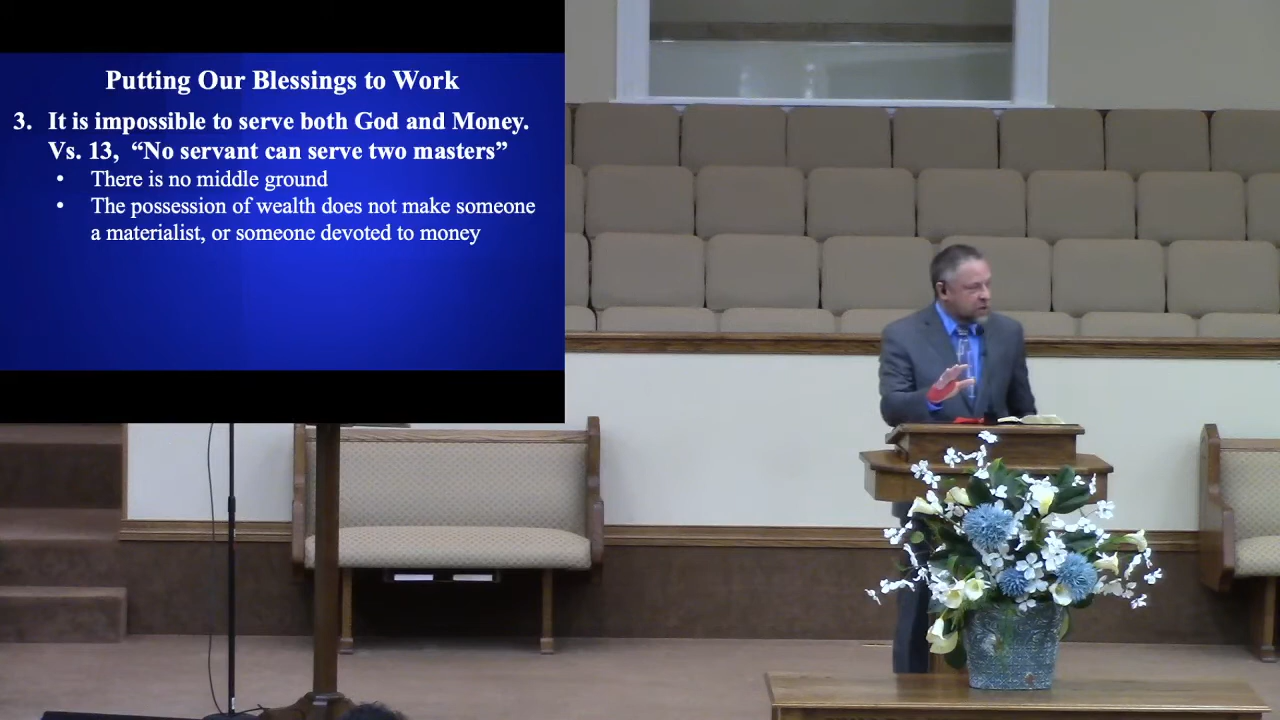 Putting Our Blessings to Work
3. It is impossible to serve both God and Money.
Vs. 13, “No servant can serve two masters”
• There is no middle ground
• The possession of wealth does not make someone
a materialist, or someone devoted to money